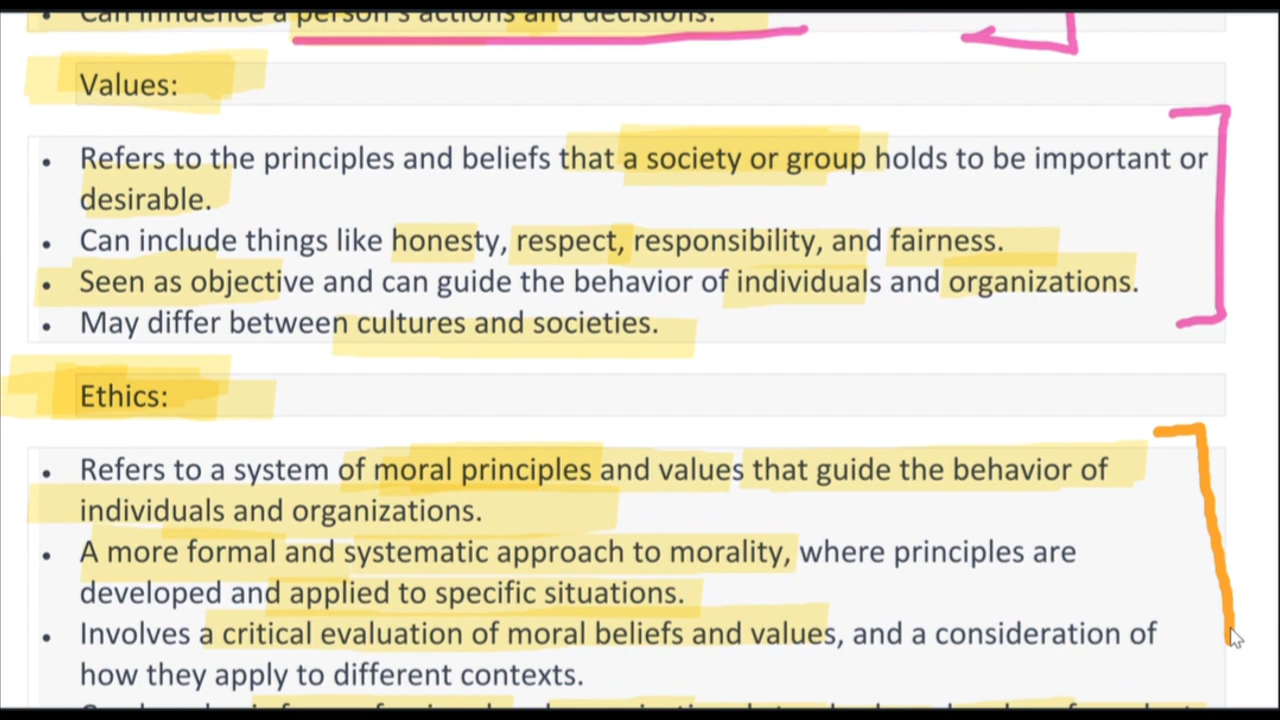 Can influence a person's actions and decisions.
Values:
• Refers to the principles and beliefs that a society or group holds to be important or
desirable.
• Can include things like honesty, respect, responsibility, and fairness.
• Seen as objective and can guide the behavior of individuals and organizations.
• May differ between cultures and societies.
Ethics:
• Refers to a system of moral principles and values that guide the behavior of
individuals and organizations.
• A more formal and systematic approach to morality, where principles are
developed and applied to specific situations.
• Involves a critical evaluation of moral beliefs and values, and a consideration of
how they apply to different contexts.